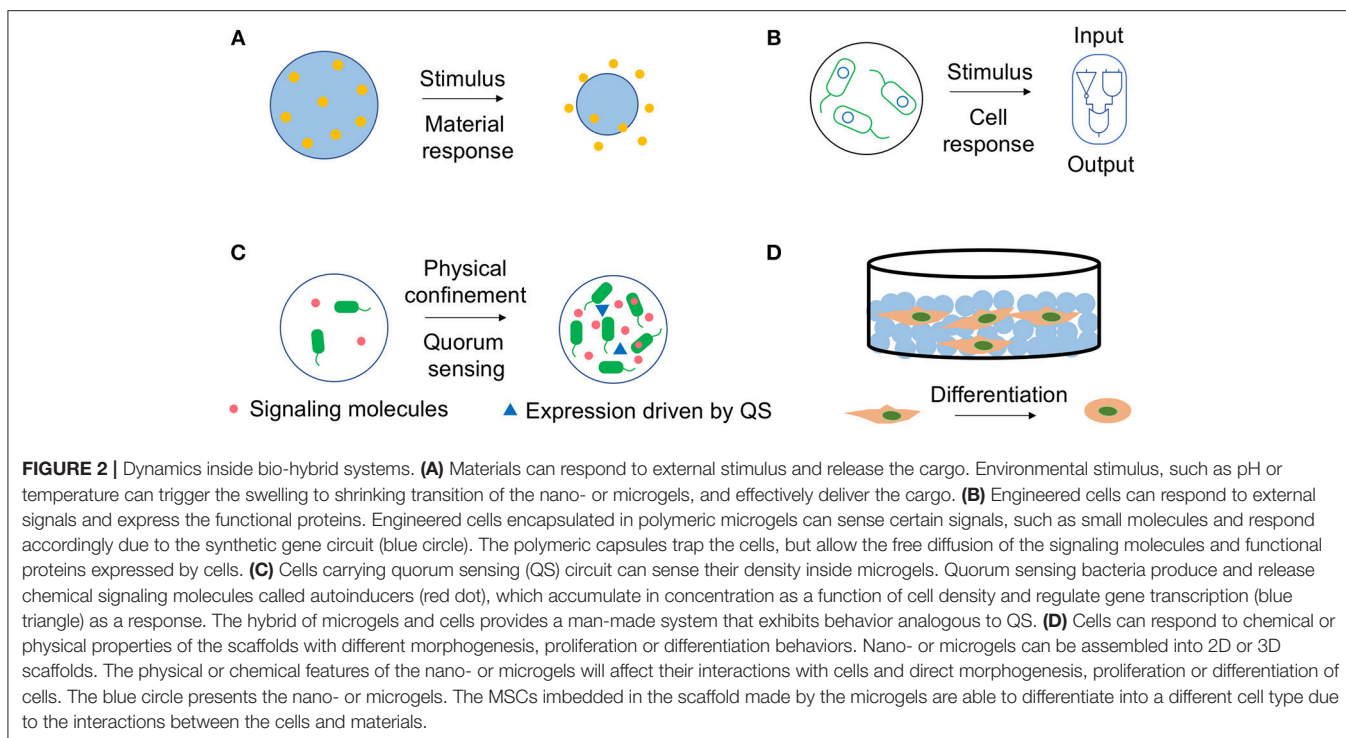 A
Stimulus
Material
response
B
Stimulus
Cell
response
Input
Output
C
Physical
confinement
Quorum
sensing
Signaling molecules
Expression driven by QS
D
Differentiation
FIGURE 2 | Dynamics inside bio-hybrid systems. (A) Materials can respond to external stimulus and release the cargo. Environmental stimulus, such as pH or
temperature can trigger the swelling to shrinking transition of the nano- or microgels, and effectively deliver the cargo. (B) Engineered cells can respond to external
signals and express the functional proteins. Engineered cells encapsulated in polymeric microgels can sense certain signals, such as small molecules and respond
accordingly due to the synthetic gene circuit (blue circle). The polymeric capsules trap the cells, but allow the free diffusion of the signaling molecules and functional
proteins expressed by cells. (C) Cells carrying quorum sensing (QS) circuit can sense their density inside microgels. Quorum sensing bacteria produce and release
chemical signaling molecules called autoinducers (red dot), which accumulate in concentration as a function of cell density and regulate gene transcription (blue
triangle) as a response. The hybrid of microgels and cells provides a man-made system that exhibits behavior analogous to QS. (D) Cells can respond to chemical or
physical properties of the scaffolds with different morphogenesis, proliferation or differentiation behaviors. Nano- or microgels can be assembled into 2D or 3D
scaffolds. The physical or chemical features of the nano- or microgels will affect their interactions with cells and direct morphogenesis, proliferation or differentiation of
cells. The blue circle presents the nano- or microgels. The MSCs imbedded in the scaffold made by the microgels are able to differentiate into a different cell type due
to the interactions between the cells and materials.